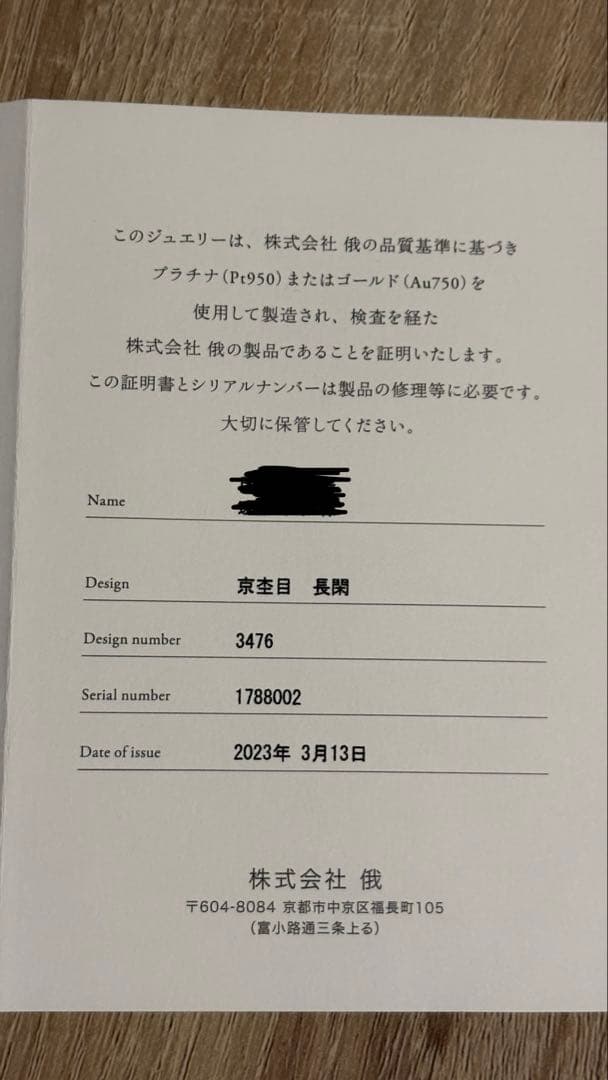 このジュエリーは、株式会社 俄の品質基準に基づき
プラチナ（Pt950）またはゴールド（Au750）を
使用して製造され、検査を経た
株式会社 俄の製品であることを証明いたします。
この証明書とシリアルナンバーは製品の修理等に必要です。
大切に保管してください。
Name
Design 京杢目 長閑
Design number 3476
Serial number 1788002
Date of issue 2023年 3月13日
株式会社 俄
〒604-8084 京都市中京区福長町105
（富小路通三条上る）